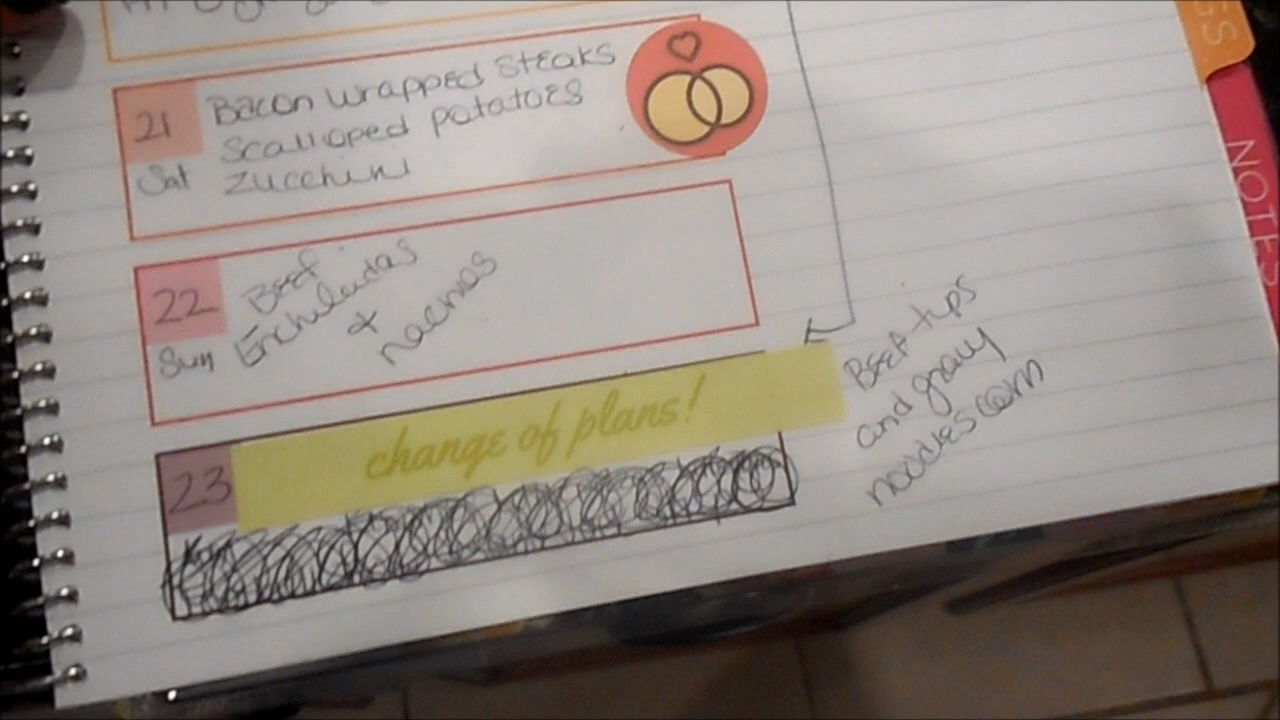 21
Sat
Bacon wrapped steaks
Scalloped potatoes
zucchini
22
Sun
Beef
Enchiladas
&
nachos
23
change of plans!
Beef tips
and gravy
noodles corn
GS
NOTES